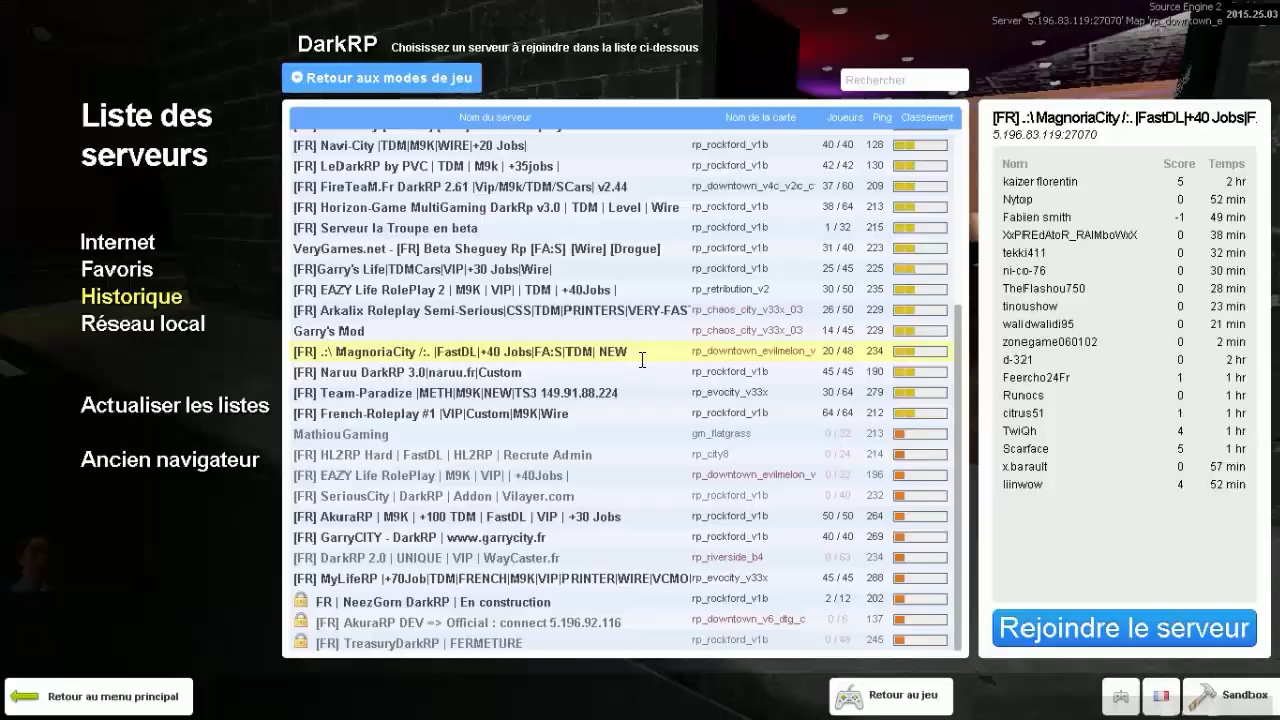 Source Engine 2
2015.25.03
Server '5.196.83.119:27070' Map 'rp_downtown_e
DarkRP Choisissez un serveur à rejoindre dans la liste ci-dessous
Retour aux modes de jeu
Rechercher
Liste des
serveurs
Internet
Favoris
Historique
Réseau local
Actualiser les listes
Ancien navigateur
Nom du serveur Nom de la carte Joueurs Ping Classement
[FR] Navi-City |TDM|M9K|WIRE|+20 Jobs| rp_rockford_v1b 40 / 40 128
[FR] LeDarkRP by PVC | TDM | M9k | +35jobs | rp_rockford_v1b 42 / 42 130
[FR] FireTeaM.Fr DarkRP 2.61 |Vip/M9k/TDM/SCars| v2.44 rp_downtown_v4c_v2c_c 37 / 60 209
[FR] Horizon-Game MultiGaming DarkRp v3.0 | TDM | Level | Wire rp_rockford_v1b 38 / 64 213
[FR] Serveur la Troupe en beta rp_rockford_v1b 1 / 32 215
VeryGames.net - [FR] Beta Sheguey Rp [FA:S] [Wire] [Drogue] rp_rockford_v1b 31 / 40 223
[FR]Garry's Life|TDMCars|VIP|+30 Jobs|Wire| rp_rockford_v1b 25 / 45 225
[FR] EAZY Life RolePlay 2 | M9K | VIP | | TDM | +40Jobs | rp_retribution_v2 30 / 50 235
[FR] Arkalix Roleplay Semi-Serious|CSS|TDM|PRINTERS|VERY-FAS rp_chaos_city_v33x_03 26 / 50 229
Garry's Mod rp_chaos_city_v33x_03 14 / 45 229
[FR] .:\ MagnoriaCity /:. |FastDL|+40 Jobs|FA:S|TDM| NEW rp_downtown_evilmelon_v 20 / 48 234
[FR] Naruu DarkRP 3.0|naruu.fr|Custom rp_rockford_v1b 45 / 45 190
[FR] Team-Paradize |METH|M9K|NEW|TS3 149.91.88.224 rp_evocity_v33x 30 / 64 279
[FR] French-Roleplay #1 |VIP|Custom|M9K|Wire rp_rockford_v1b 64 / 64 212
MathiouGaming gm_flatgrass 0 / 32 213
[FR] HL2RP Hard | FastDL | HL2RP | Recrute Admin rp_city8 0 / 24 214
[FR] EAZY Life RolePlay | M9K | VIP| | +40Jobs | rp_downtown_evilmelon_v 0 / 33 196
[FR] SeriousCity | DarkRP | Addon | Vilayer.com rp_rockford_v1b 0 / 40 232
[FR] AkuraRP | M9K | +100 TDM | FastDL | VIP | +30 Jobs rp_rockford_v1b 50 / 50 264
[FR] GarryCITY - DarkRP | www.garrycity.fr rp_rockford_v1b 40 / 40 269
[FR] DarkRP 2.0 | UNIQUE | VIP | WayCaster.fr rp_riverside_b4 0 / 63 234
[FR] MyLifeRP |+70Job|TDM|FRENCH|M9K|VIP|PRINTER|WIRE|VCMO rp_evocity_v33x 45 / 45 288
FR | NeezGorn DarkRP | En construction rp_rockford_v1b 2 / 12 202
[FR] AkuraRP DEV => Official : connect 5.196.92.116 rp_downtown_v6_dtg_c 0 / 6 137
[FR] TreasuryDarkRP | FERMETURE rp_rockford_v1b 0 / 48 245
[FR] .:\ MagnoriaCity /:. |FastDL|+40 Jobs|F
5.196.83.119:27070
Nom Score Temps
kaizer florentin 5 2 hr
Nytøp 0 52 min
Fabien smith -1 49 min
XxPREdAtoR_RAIMboWxX 0 38 min
tekki411 0 32 min
ni-co-76 0 30 min
TheFlashou750 0 28 min
tinoushow 0 23 min
walidwalidi95 0 21 min
zonegame060102 0 2 min
d-321 0 1 hr
Feercho24Fr 1 1 hr
Runocs 0 1 hr
citrus51 1 1 hr
TwiGh 4 1 hr
Scarface 5 1 hr
x.barault 0 57 min
liinwow 4 52 min
Rejoindre le serveur
Retour au menu principal
Retour au jeu
Sandbox